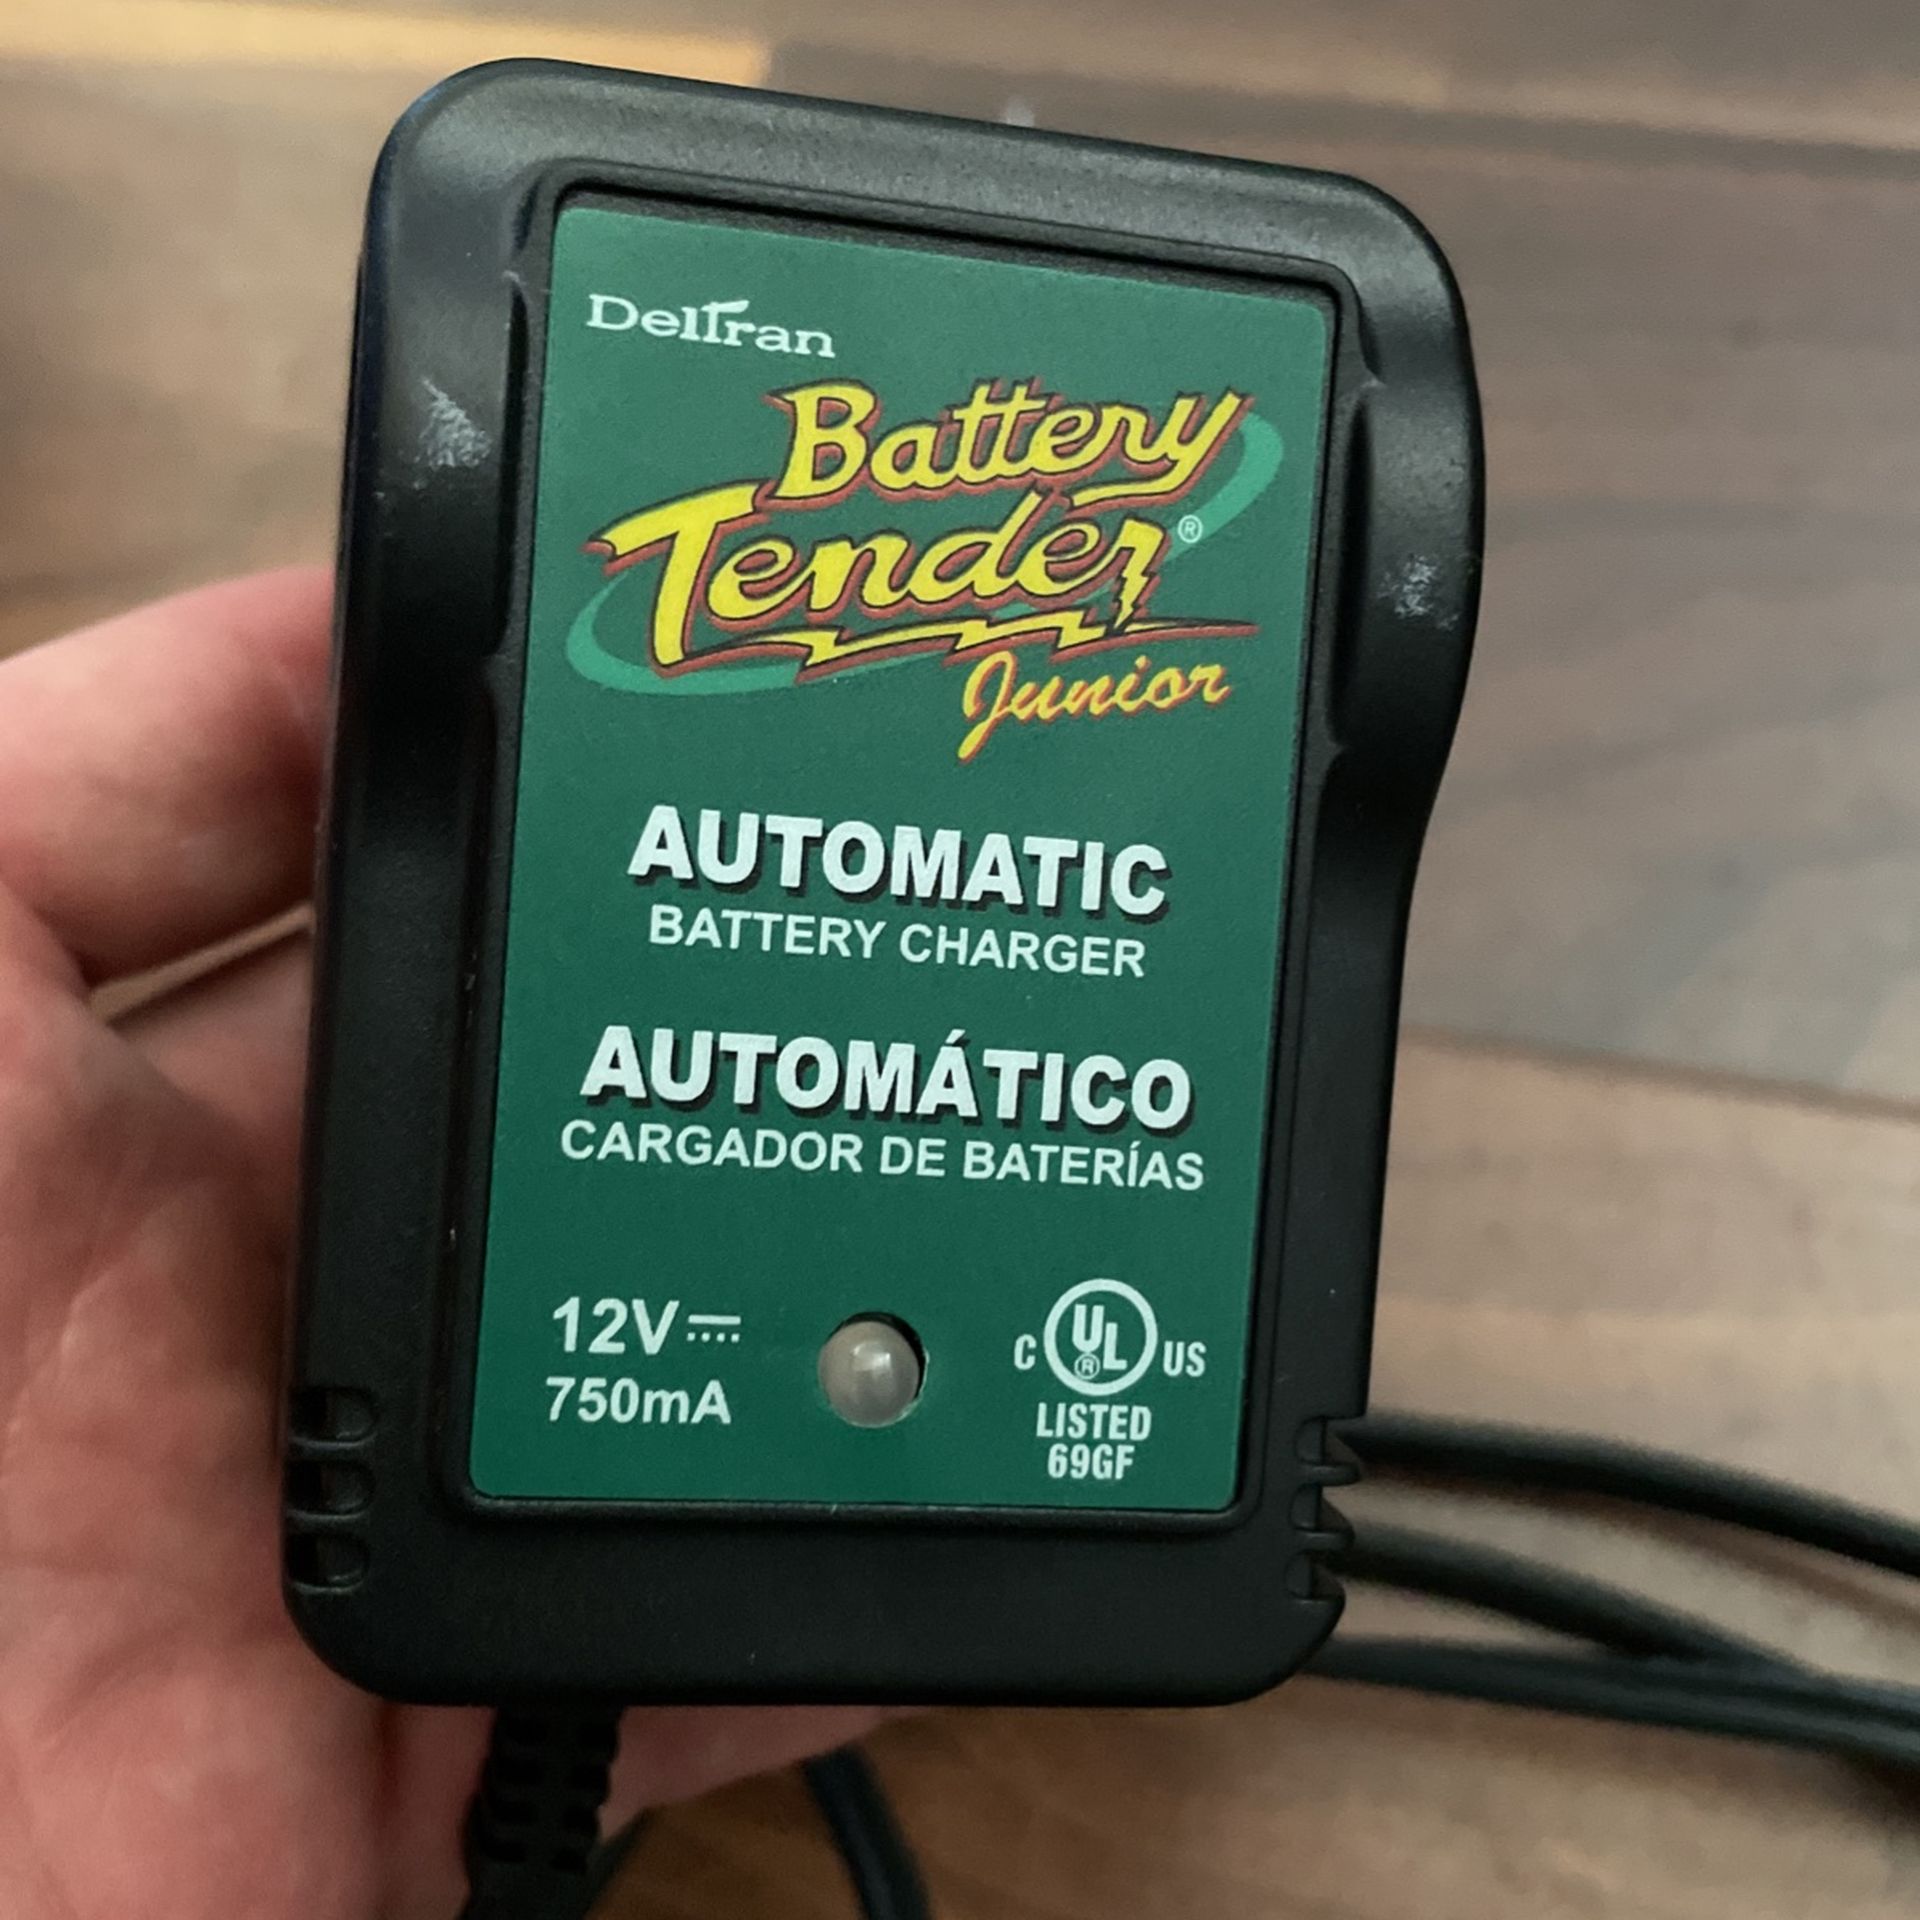 DelTran
Battery
Tender®
Junior
AUTOMATIC
BATTERY CHARGER
AUTOMÁTICO
CARGADOR DE BATERÍAS
12V
750mA
C UL® US
LISTED
69GF